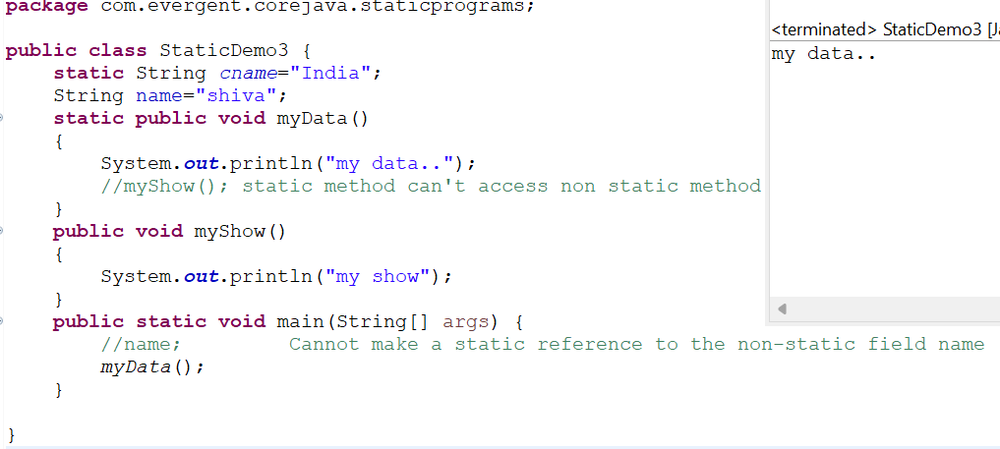 package com.evergent.corejava.staticprograms;
public class StaticDemo3 {
static String cname="India";
String name="shiva";
static public void myData()
{
System.out.println("my data..");
//myShow(); static method can't access non static method
}
public void myShow()
{
System.out.println("my show");
}
public static void main(String[] args) {
//name; Cannot make a static reference to the non-static field name
myData();
}
}
<terminated> StaticDemo3 [J
my data..